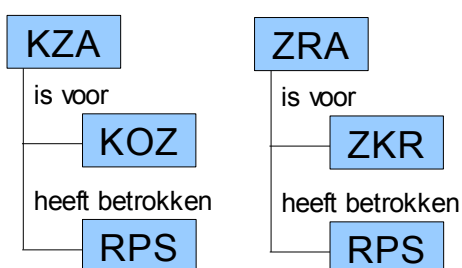 KZA
is voor
KOZ
heeft betrokken
RPS
ZRA
is voor
ZKR
heeft betrokken
RPS